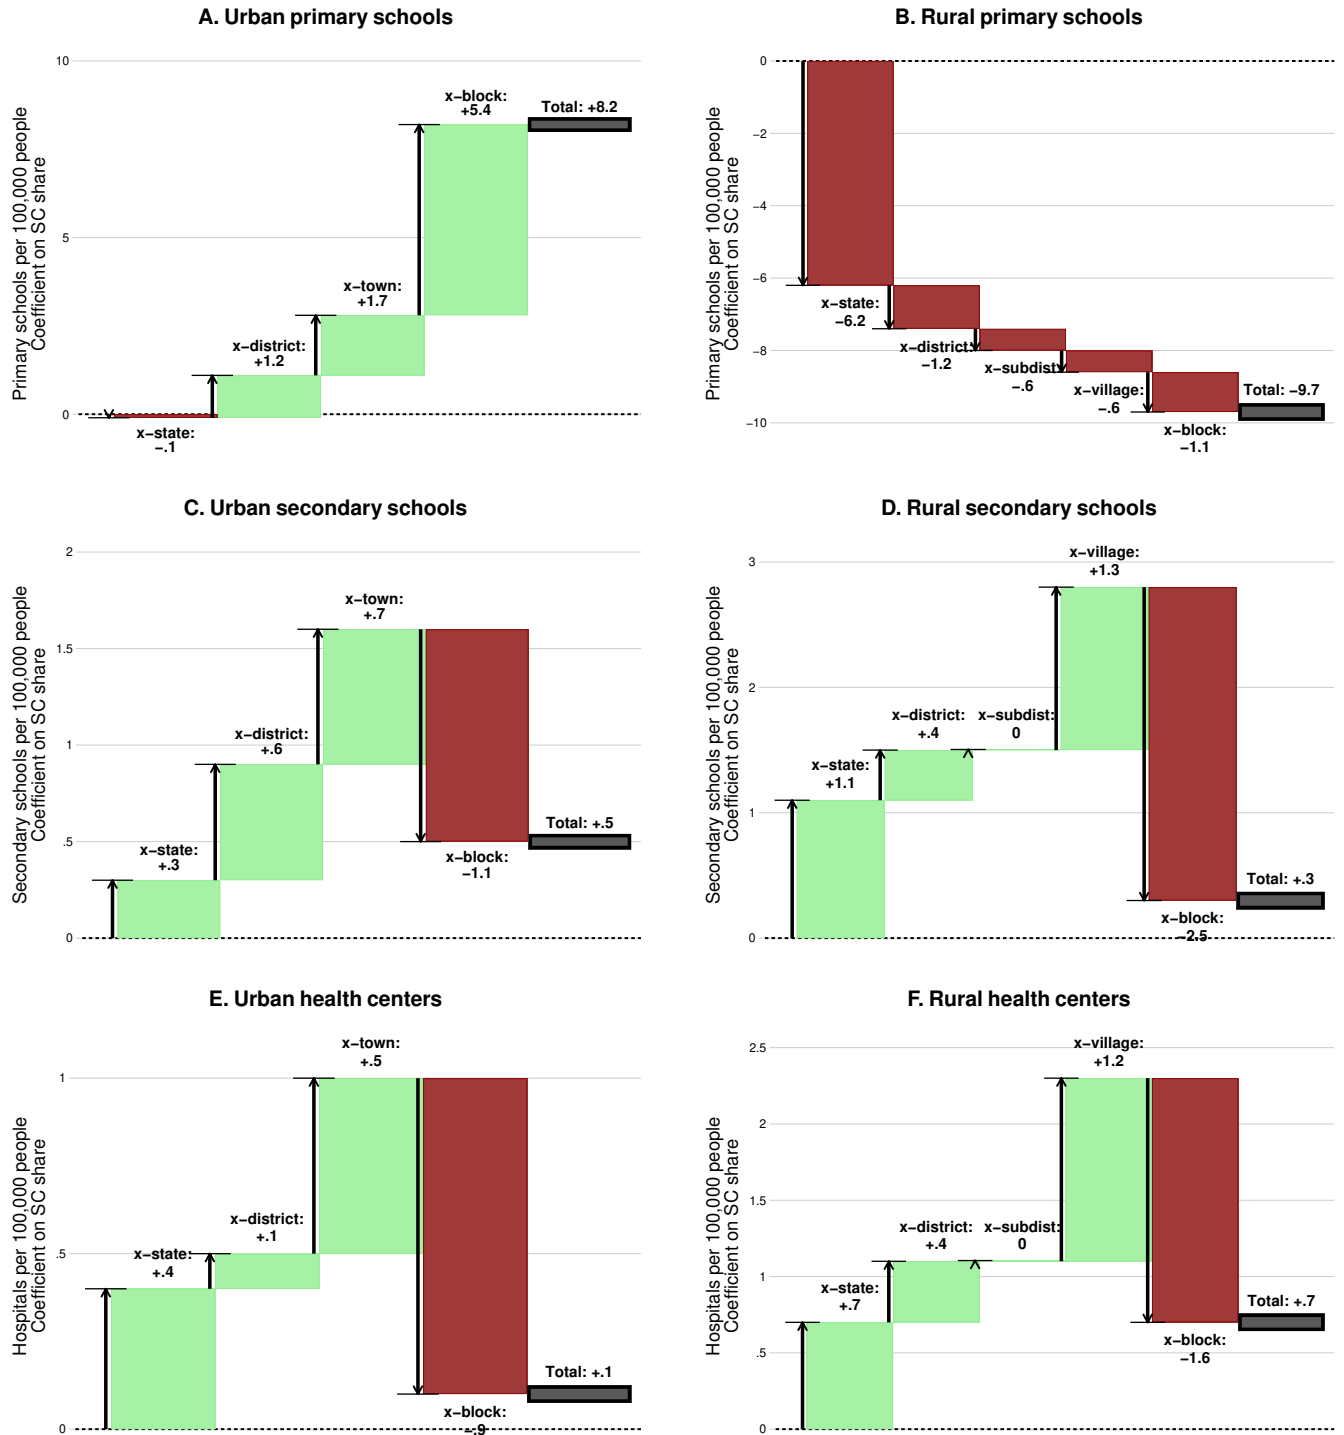 A. Urban primary schools
Primary schools per 100,000 people
Coefficient on SC share
10
5
0
x−state:
−.1
x−district:
+1.2
x−town:
+1.7
x−block:
+5.4
Total: +8.2
B. Rural primary schools
Primary schools per 100,000 people
Coefficient on SC share
0
−2
−4
−6
−8
−10
x−state:
−6.2
x−district:
−1.2
x−subdist:
−.6
x−village:
−.6
x−block:
−1.1
Total: −9.7
C. Urban secondary schools
Secondary schools per 100,000 people
Coefficient on SC share
2
1.5
1
.5
0
x−state:
+.3
x−district:
+.6
x−town:
+.7
x−block:
−1.1
Total: +.5
D. Rural secondary schools
Secondary schools per 100,000 people
Coefficient on SC share
3
2
1
0
x−state:
+1.1
x−district:
+.4
x−subdist:
0
x−village:
+1.3
x−block:
−2.5
Total: +.3
E. Urban health centers
Hospitals per 100,000 people
Coefficient on SC share
1
.5
0
x−state:
+.4
x−district:
+.1
x−town:
+.5
x−block:
−.9
Total: +.1
F. Rural health centers
Hospitals per 100,000 people
Coefficient on SC share
2.5
2
1.5
1
.5
0
x−state:
+.7
x−district:
+.4
x−subdist:
0
x−village:
+1.2
x−block:
−1.6
Total: +.7